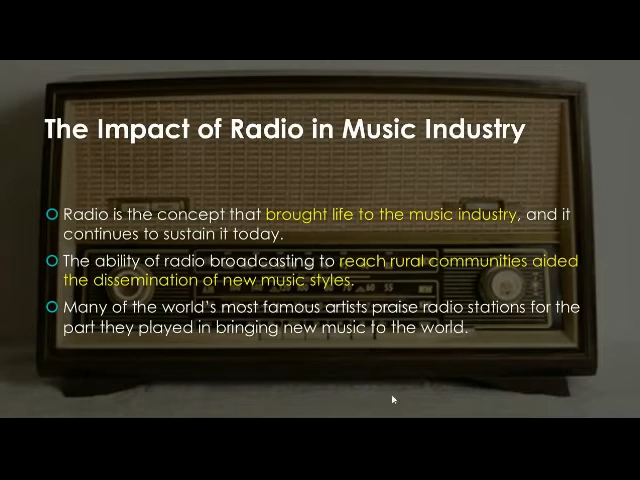 The Impact of Radio in Music Industry
Radio is the concept that brought life to the music industry, and it
continues to sustain it today.
The ability of radio broadcasting to reach rural communities aided
the dissemination of new music styles.
Many of the world's most famous artists praise radio stations for the
part they played in bringing new music to the world.
60 55